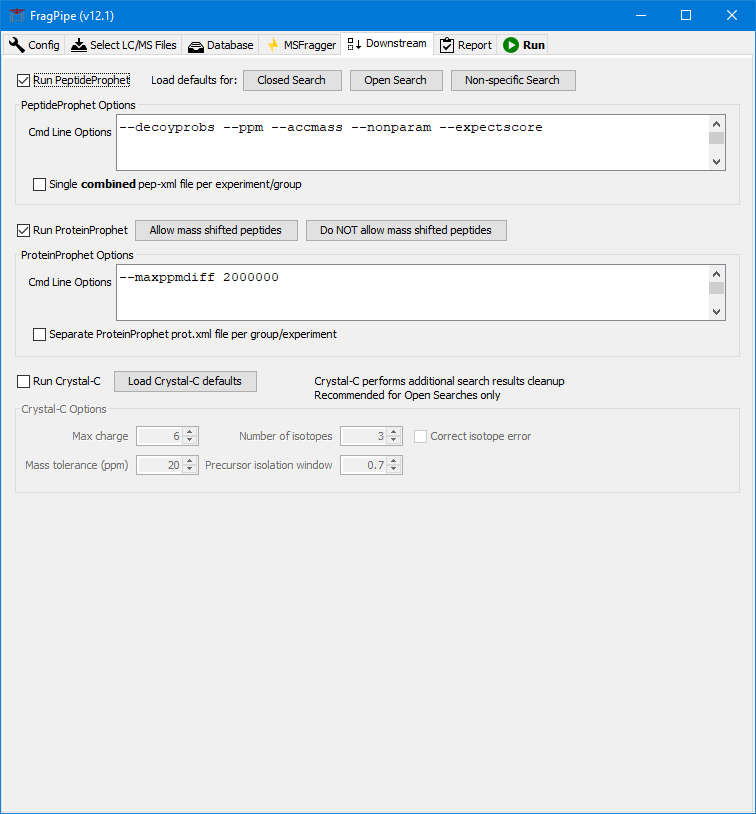 FragPipe (v12.1)
Config Select LC/MS Files Database MSFragger Downstream Report Run
Run PeptideProphet Load defaults for: Closed Search Open Search Non-specific Search
PeptideProphet Options
Cmd Line Options --decoyprobs --ppm --accmass --nonparam --expectscore
Single combined pep-xml file per experiment/group
Run ProteinProphet Allow mass shifted peptides Do NOT allow mass shifted peptides
ProteinProphet Options
Cmd Line Options --maxppmdiff 2000000
Separate ProteinProphet prot.xml file per group/experiment
Run Crystal-C Load Crystal-C defaults Crystal-C performs additional search results cleanup
Recommended for Open Searches only
Crystal-C Options
Max charge 6 Number of isotopes 3 Correct isotope error
Mass tolerance (ppm) 20 Precursor isolation window 0.7